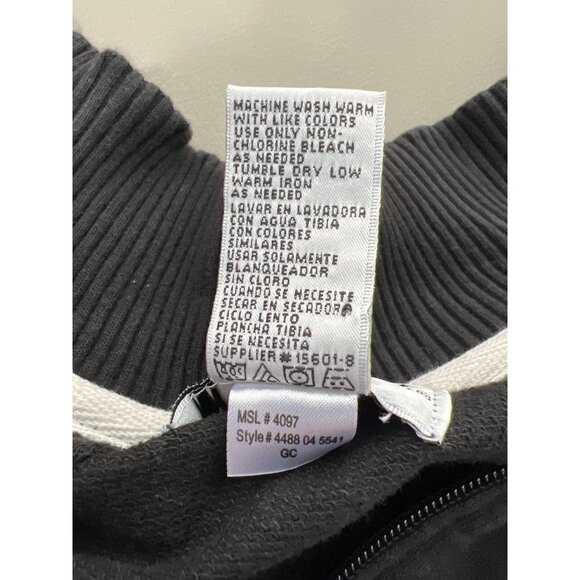 MACHINE WASH WARM
WITH LIKE COLORS
USE ONLY NON-
CHLORINE BLEACH
AS NEEDED
TUMBLE DRY LOW
WARM IRON
AS NEEDED
LAVAR EN LAVADORA
CON AGUA TIBIA
CON COLORES
SIMILARES
USAR SOLAMENTE
BLANQUEADOR
SIN CLORO
CUANDO SE NECESITE
SECAR EN SECADORA
CICLO LENTO
PLANCHA TIBIA
SI SE NECESITA
SUPPLIER #15601-8
MSL # 4097
Style# 4488 04 5541
GC